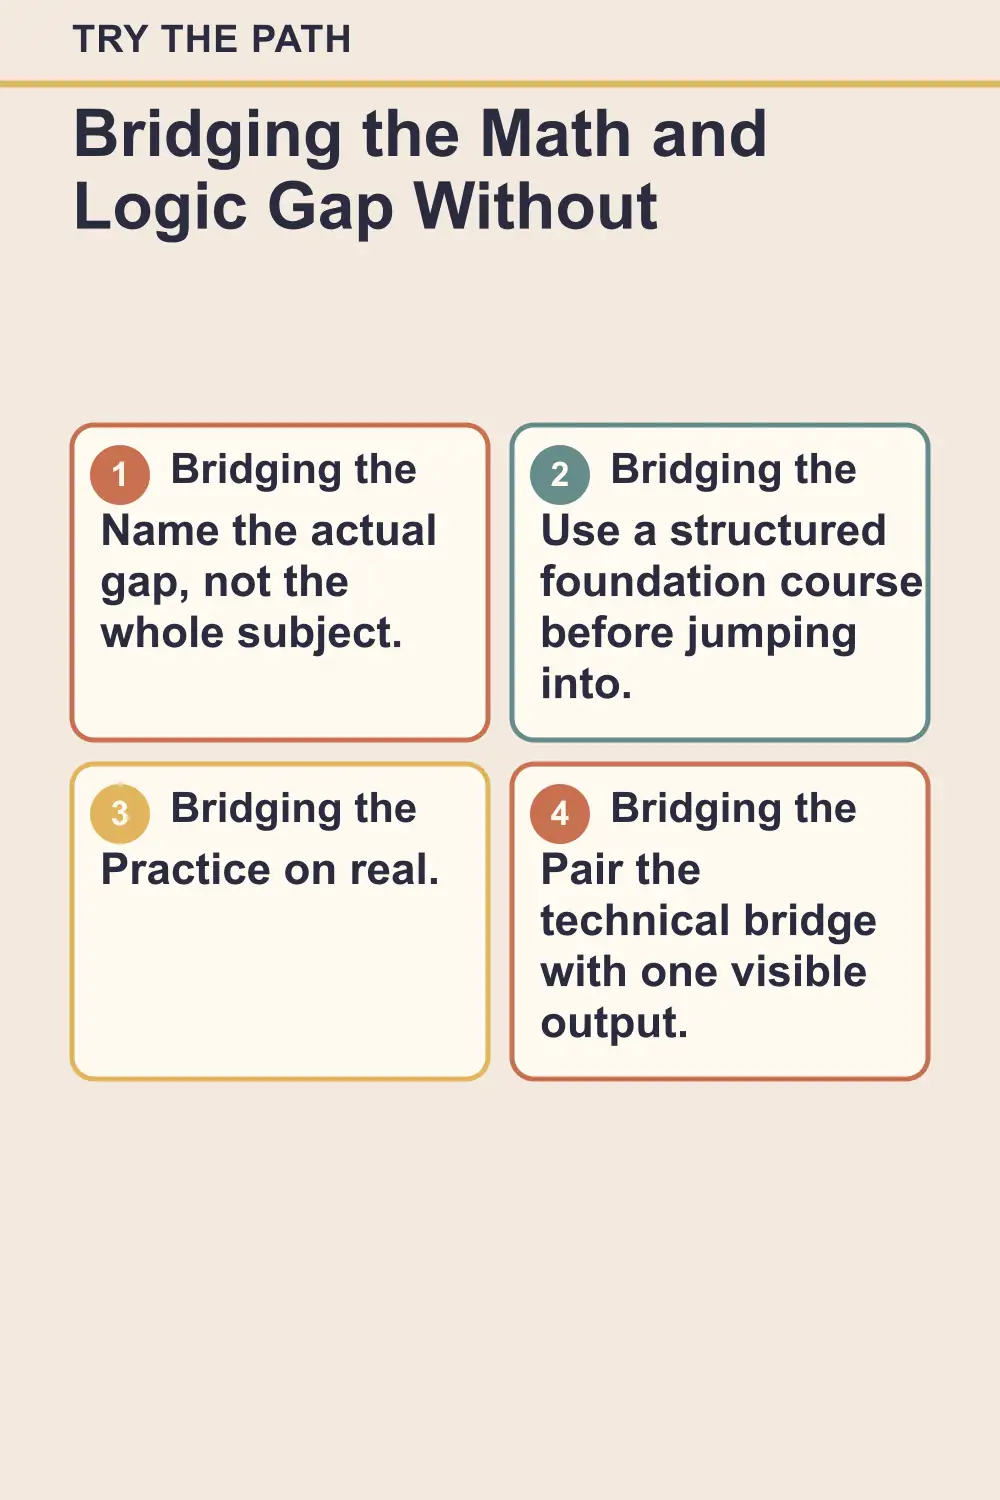 TRY THE PATH
Bridging the Math and
Logic Gap Without
1 Bridging the
Name the actual
gap, not the
whole subject.
2 Bridging the
Use a structured
foundation course
before jumping
into.
3 Bridging the
Practice on real.
4 Bridging the
Pair the
technical bridge
with one visible
output.